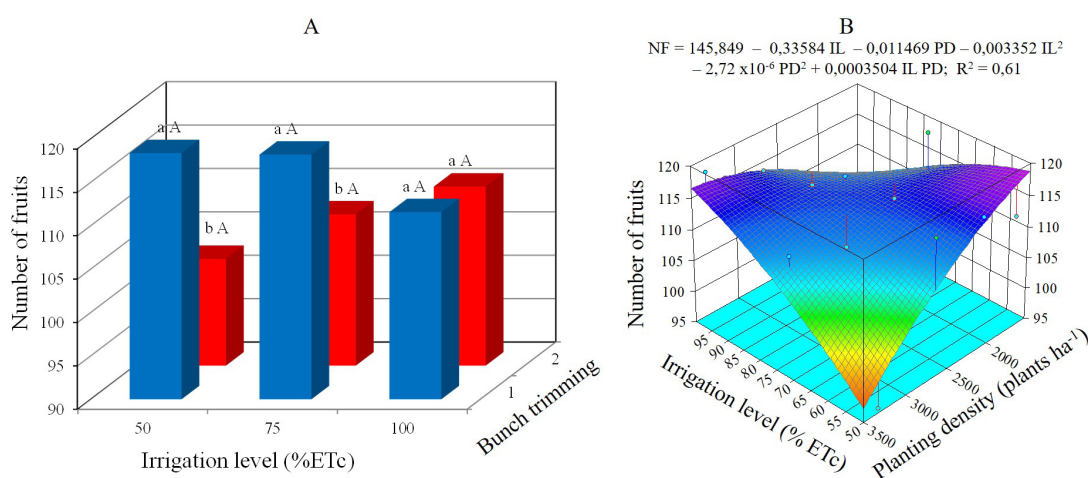 A
a A
a A
a A
a A
b A
b A
120
115
110
105
100
95
90
Number of fruits
50
75
100
Irrigation level (%ETc)
1
2
Bunch trimming
B
NF = 145,849 – 0,33584 IL – 0,011469 PD – 0,003352 IL²
– 2,72 x10⁻⁶ PD² + 0,0003504 IL PD; R² = 0,61
120
115
110
105
100
95
Number of fruits
120
115
110
105
100
95
95
90
85
80
75
70
65
60
55
50
Irrigation level (% ETc)
3500
3000
2500
2000
Planting density (plants ha⁻¹)